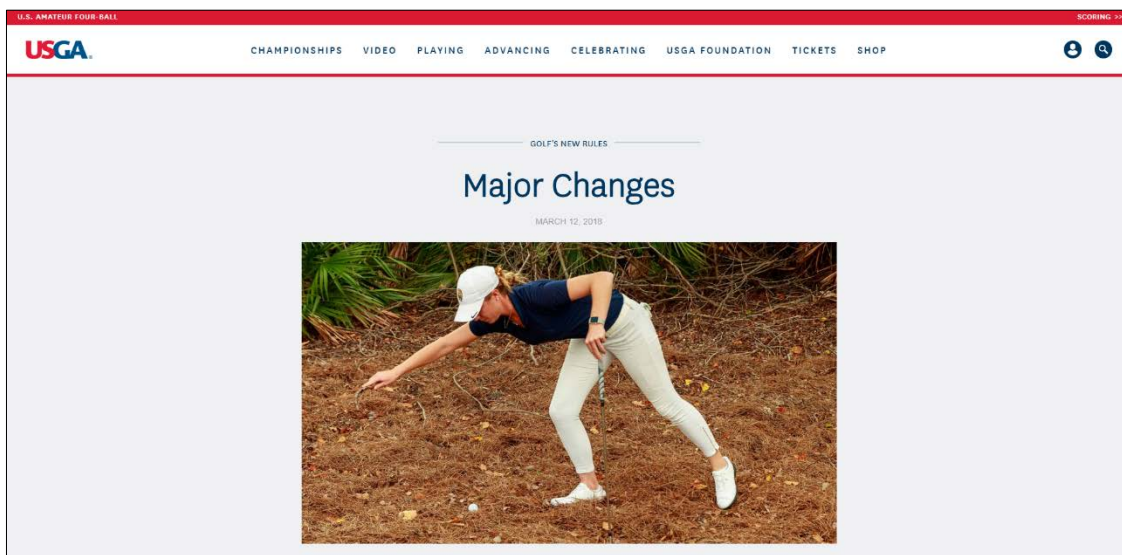 U.S. AMATEUR FOUR-BALL
SCORING >>
USGA.
CHAMPIONSHIPS VIDEO PLAYING ADVANCING CELEBRATING USGA FOUNDATION TICKETS SHOP
GOLF'S NEW RULES
Major Changes
MARCH 12, 2018